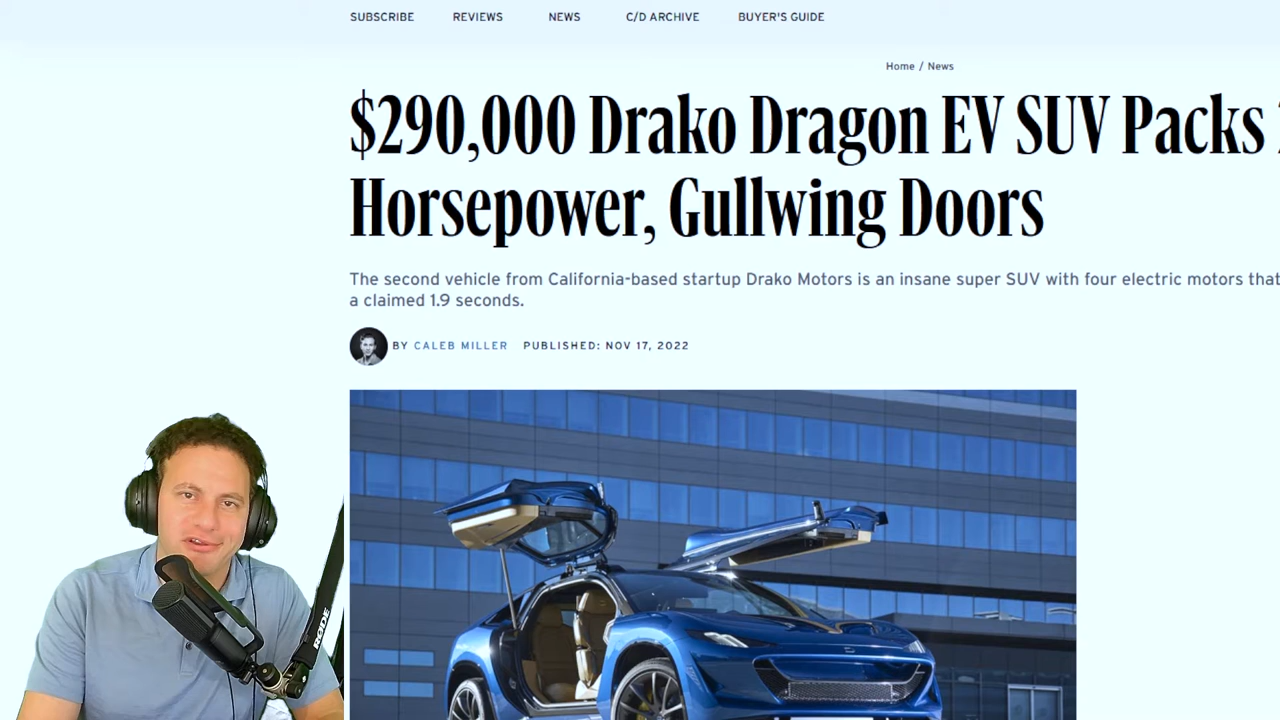 SUBSCRIBE REVIEWS NEWS C/D ARCHIVE BUYER'S GUIDE
Home / News
$290,000 Drako Dragon EV SUV Packs
Horsepower, Gullwing Doors
The second vehicle from California-based startup Drako Motors is an insane super SUV with four electric motors that
a claimed 1.9 seconds.
BY CALEB MILLER PUBLISHED: NOV 17, 2022
RØDE